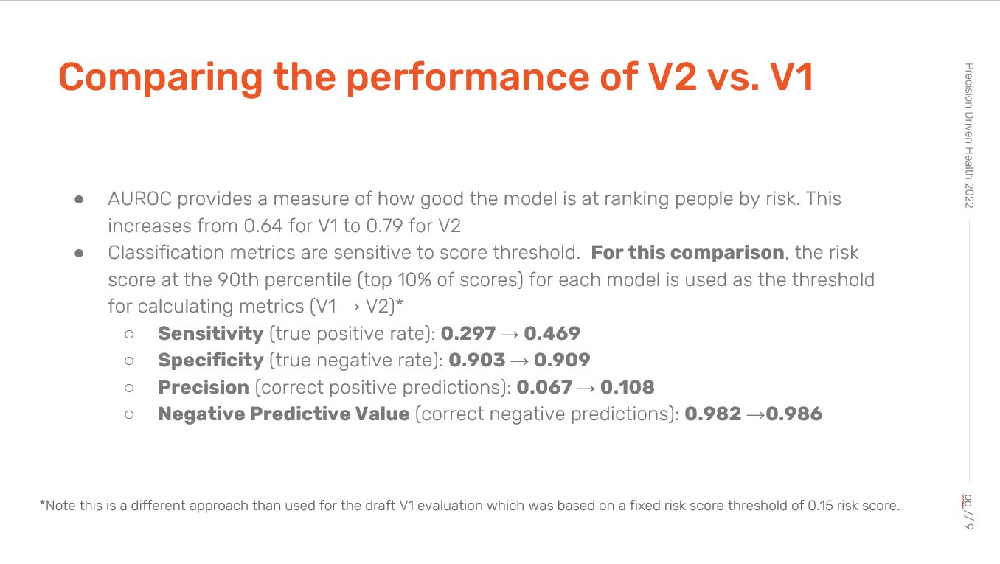 Comparing the performance of V2 vs. V1
● AUROC provides a measure of how good the model is at ranking people by risk. This
increases from 0.64 for V1 to 0.79 for V2
● Classification metrics are sensitive to score threshold. For this comparison, the risk
score at the 90th percentile (top 10% of scores) for each model is used as the threshold
for calculating metrics (V1 → V2)*
○ Sensitivity (true positive rate): 0.297 → 0.469
○ Specificity (true negative rate): 0.903 → 0.909
○ Precision (correct positive predictions): 0.067 → 0.108
○ Negative Predictive Value (correct negative predictions): 0.982 →0.986
*Note this is a different approach than used for the draft V1 evaluation which was based on a fixed risk score threshold of 0.15 risk score.
Precision Driven Health 2022
pg // 9